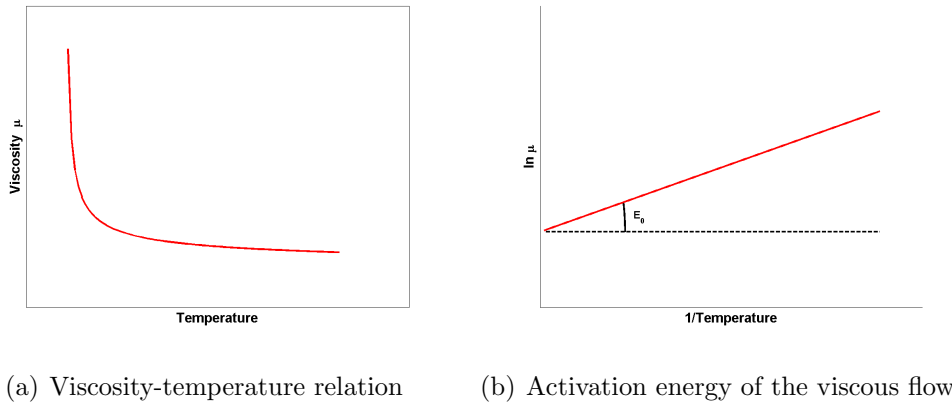 Viscosity μ
Temperature
(a) Viscosity-temperature relation
ln μ
E₀
1/Temperature
(b) Activation energy of the viscous flow